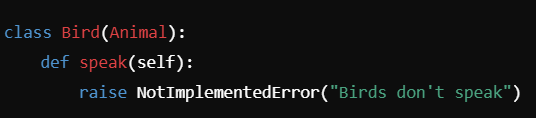 class Bird(Animal):
    def speak(self):
        raise NotImplementedError("Birds don't speak")